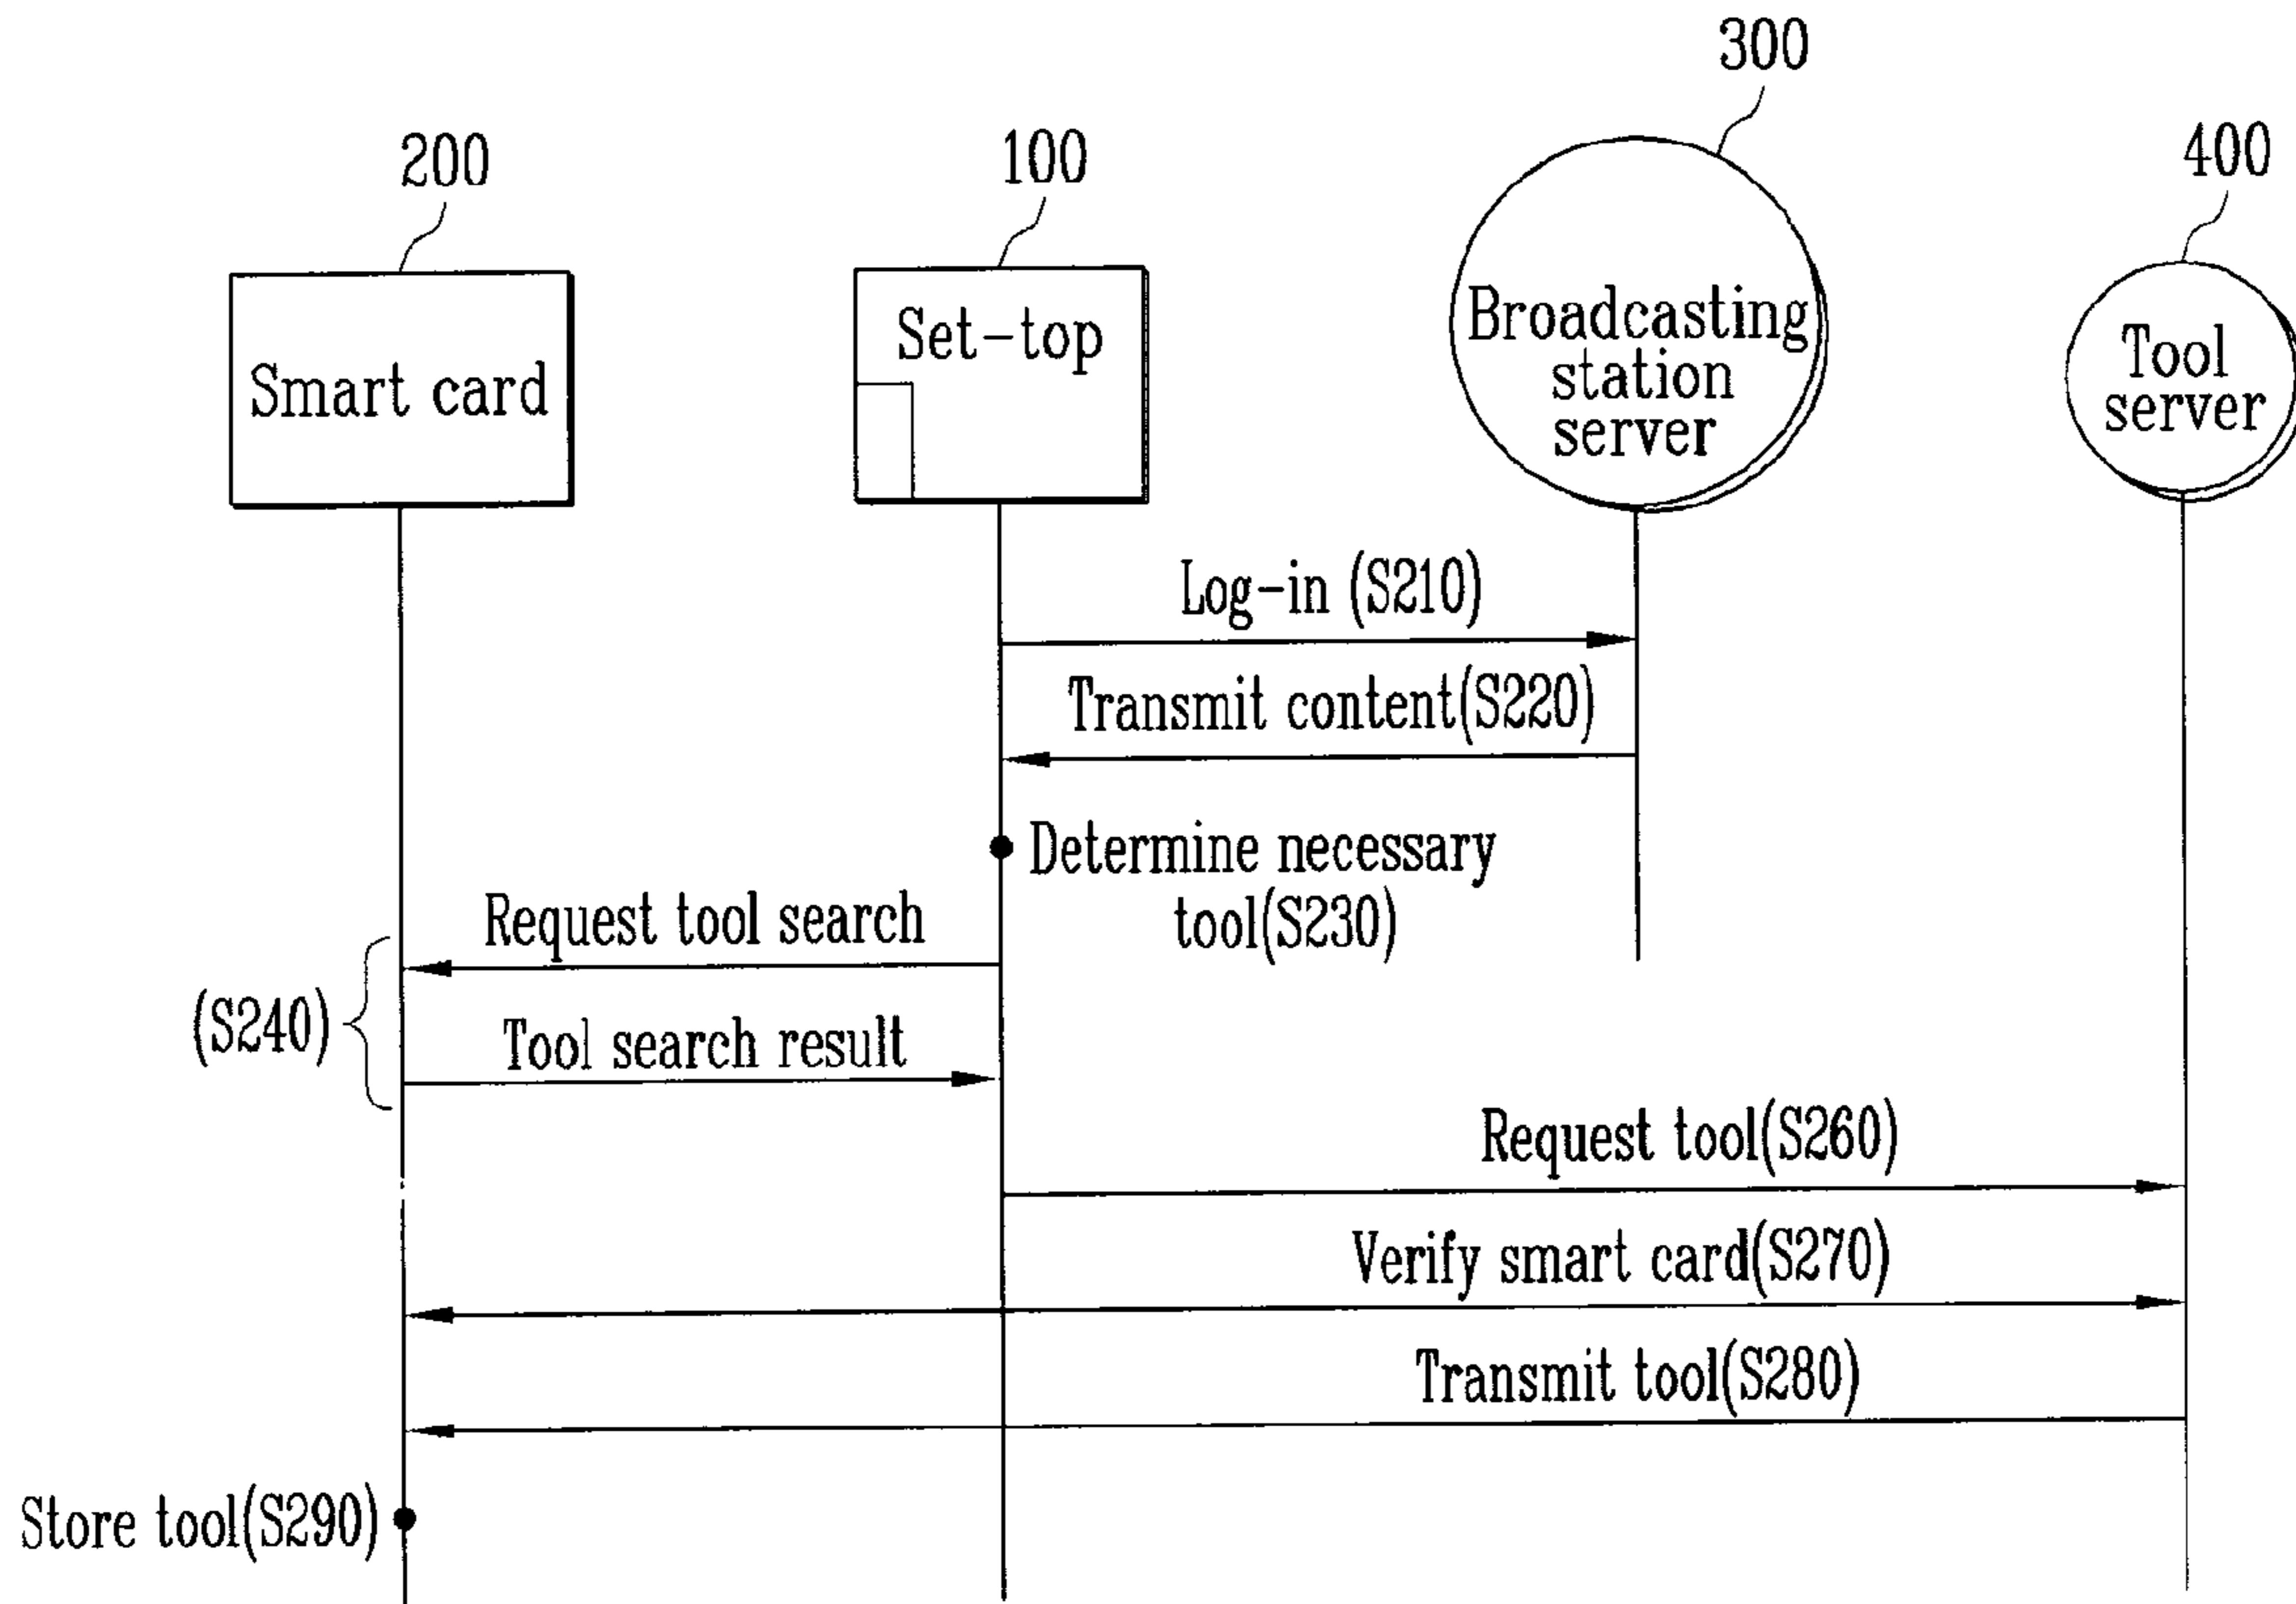 300
400
200
100
Smart card
Set-top
Broadcasting
station
server
Tool
server
Log-in (S210)
Transmit content(S220)
Determine necessary
tool(S230)
Request tool search
(S240)
Tool search result
Request tool(S260)
Verify smart card(S270)
Transmit tool(S280)
Store tool(S290)